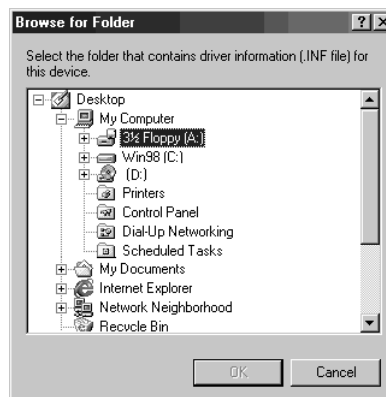 Browse for Folder
Select the folder that contains driver information (.INF file) for
this device.
Desktop
My Computer
3½ Floppy (A:)
Win98 (C:)
(D:)
Printers
Control Panel
Dial-Up Networking
Scheduled Tasks
My Documents
Internet Explorer
Network Neighborhood
Recycle Bin
OK Cancel